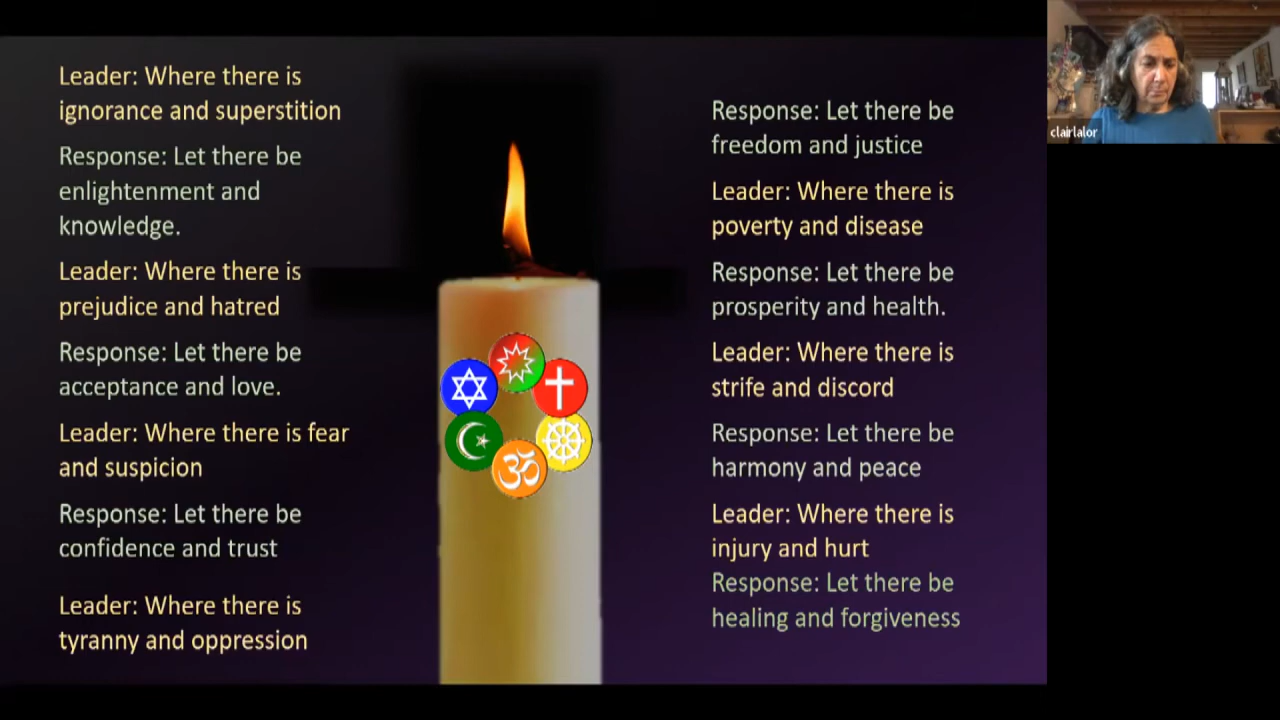 Leader: Where there is
ignorance and superstition
Response: Let there be
enlightenment and
knowledge.
Leader: Where there is
prejudice and hatred
Response: Let there be
acceptance and love.
Leader: Where there is fear
and suspicion
Response: Let there be
confidence and trust
Leader: Where there is
tyranny and oppression
Response: Let there be
freedom and justice
Leader: Where there is
poverty and disease
Response: Let there be
prosperity and health.
Leader: Where there is
strife and discord
Response: Let there be
harmony and peace
Leader: Where there is
injury and hurt
Response: Let there be
healing and forgiveness
ॐ
clairlalor